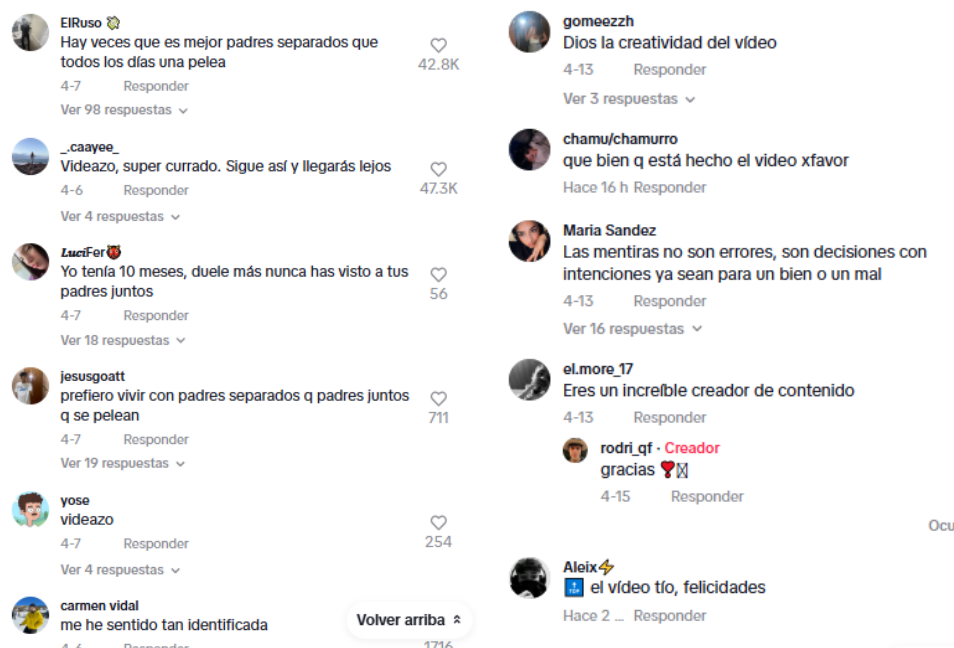 ElRuso
Hay veces que es mejor padres separados que
todos los días una pelea
42.8K
4-7 Responder
Ver 98 respuestas
_.caayee_
Videazo, super currado. Sigue así y llegarás lejos
47.3K
4-6 Responder
Ver 4 respuestas
LuciFer
Yo tenía 10 meses, duele más nunca has visto a tus
padres juntos
56
4-7 Responder
Ver 18 respuestas
jesusgoatt
prefiero vivir con padres separados q padres juntos
q se pelean
711
4-7 Responder
Ver 19 respuestas
yose
videazo
254
4-7 Responder
Ver 4 respuestas
carmen vidal
me he sentido tan identificada
Volver arriba
4-6 Responder
1716
gomeezzh
Dios la creatividad del vídeo
4-13 Responder
Ver 3 respuestas
chamu/chamurro
que bien q está hecho el video xfavor
Hace 16 h Responder
Maria Sandez
Las mentiras no son errores, son decisiones con
intenciones ya sean para un bien o un mal
4-13 Responder
Ver 16 respuestas
el.more_17
Eres un increíble creador de contenido
4-13 Responder
rodri_qf · Creador
gracias
4-15 Responder
Ocu
Aleix
TOP el vídeo tío, felicidades
Hace 2 ... Responder